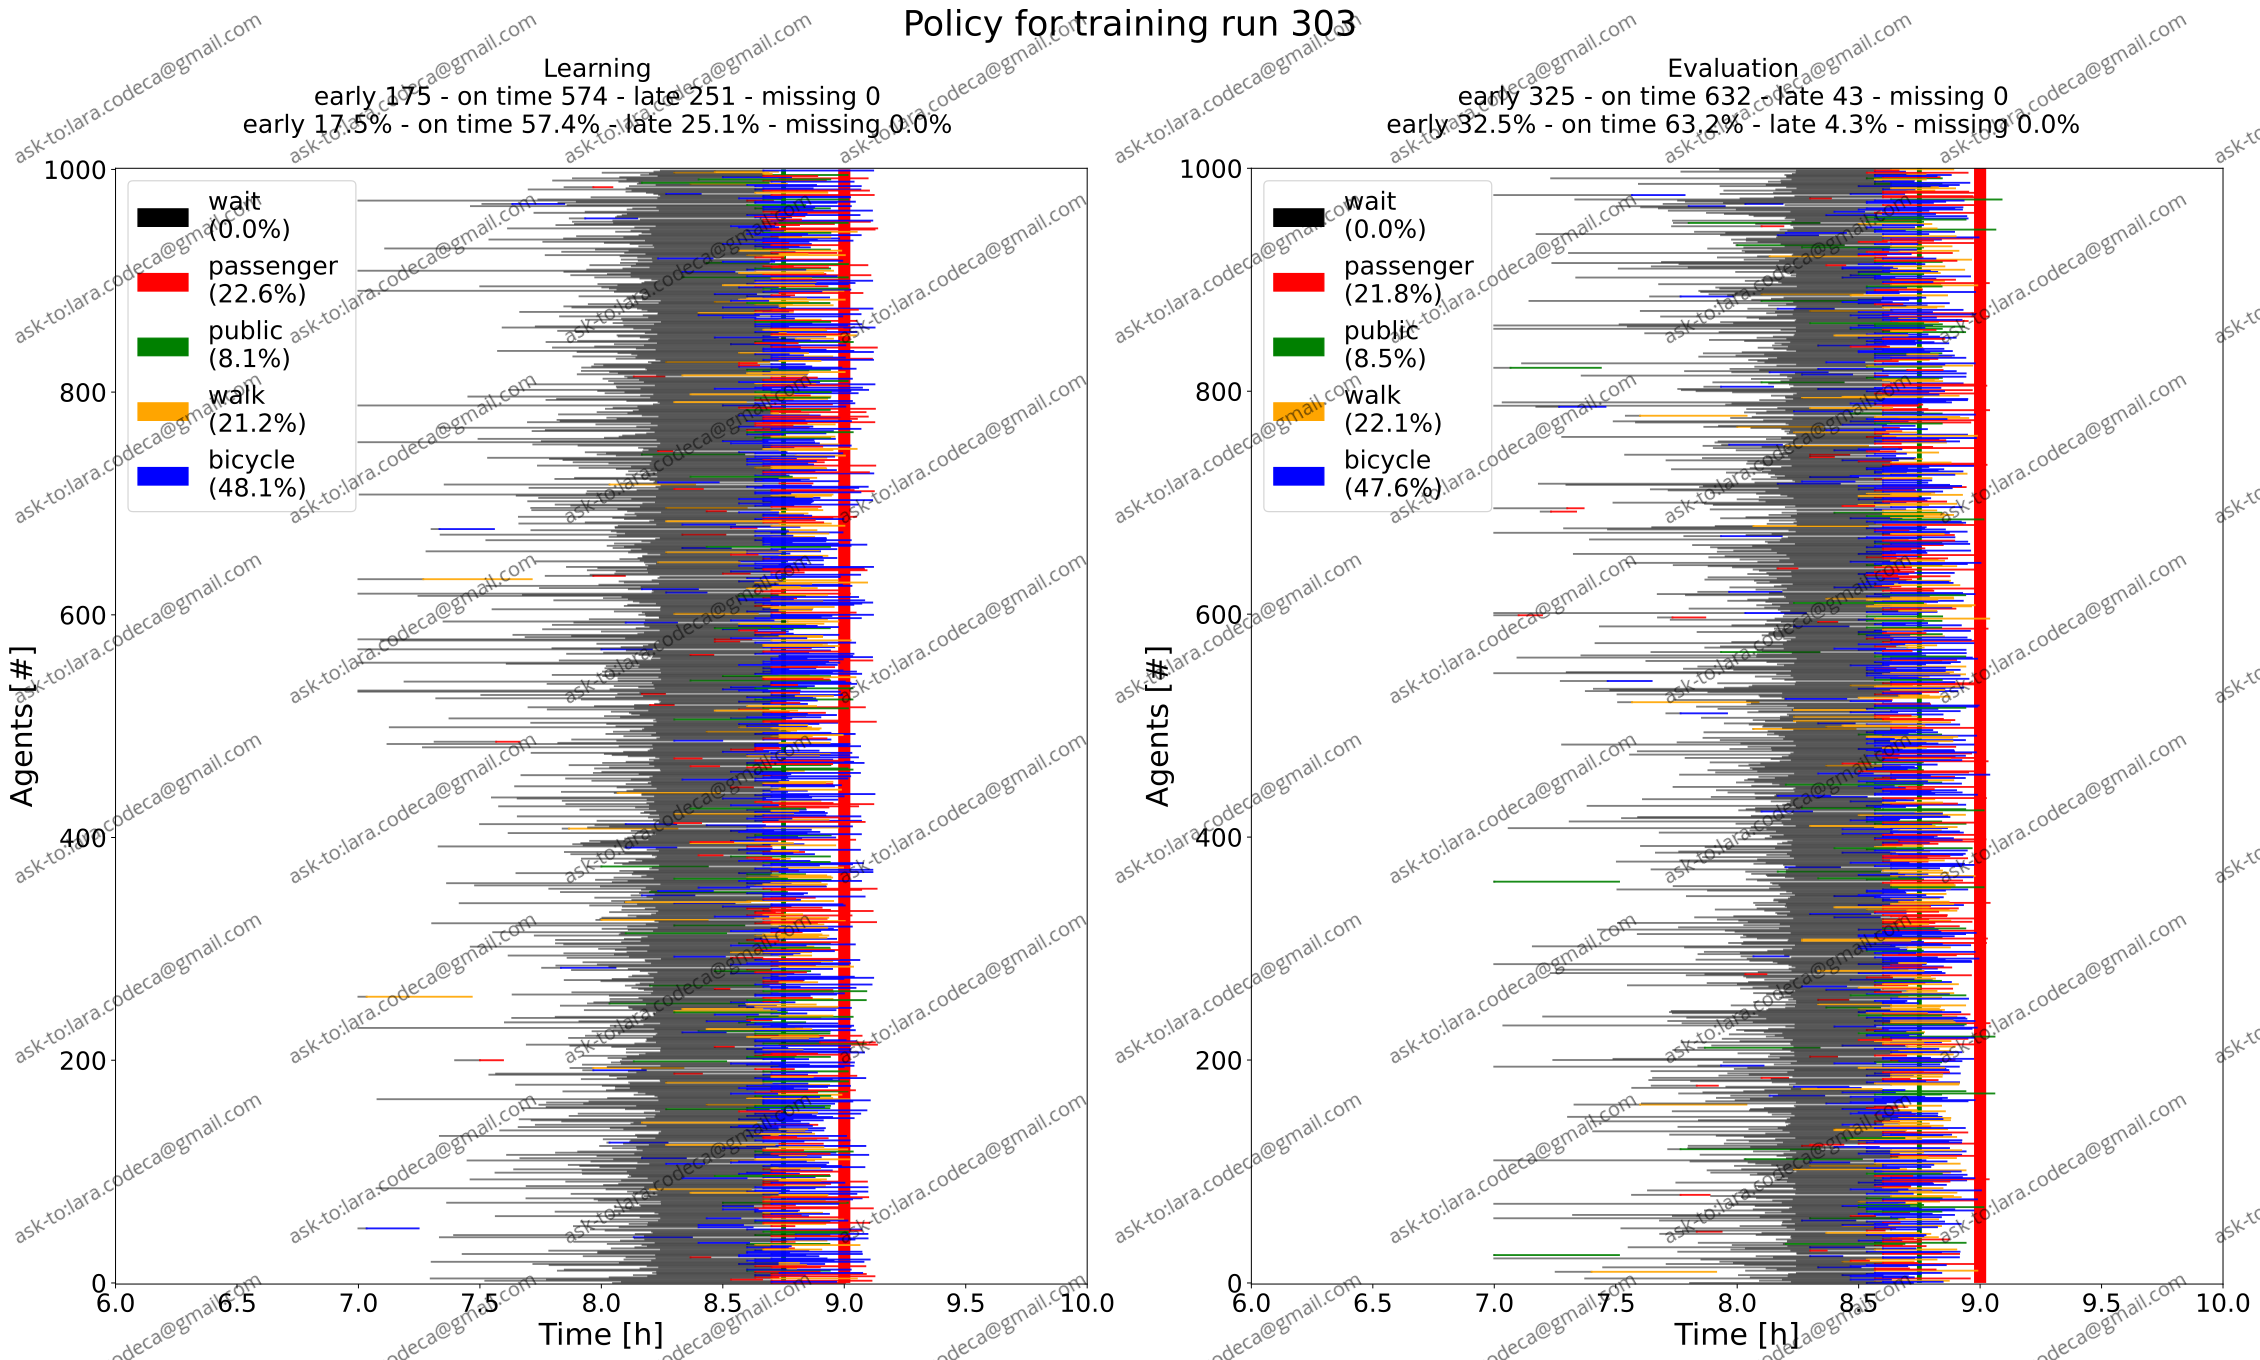 Policy for training run 303
Learning
early 175 - on time 574 - late 251 - missing 0
early 17.5% - on time 57.4% - late 25.1% - missing 0.0%
1000
800
600
400
200
0
Agents [#]
wait
(0.0%)
passenger
(22.6%)
public
(8.1%)
walk
(21.2%)
bicycle
(48.1%)
6.0 6.5 7.0 7.5 8.0 8.5 9.0 9.5 10.0
Time [h]
Evaluation
early 325 - on time 632 - late 43 - missing 0
early 32.5% - on time 63.2% - late 4.3% - missing 0.0%
1000
800
600
400
200
0
Agents [#]
wait
(0.0%)
passenger
(21.8%)
public
(8.5%)
walk
(22.1%)
bicycle
(47.6%)
6.0 6.5 7.0 7.5 8.0 8.5 9.0 9.5 10.0
Time [h]
ask-to:lara.codeca@gmail.com